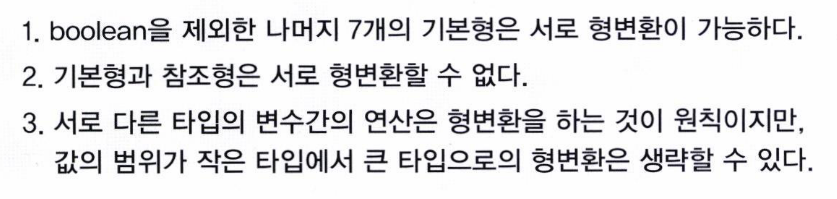 1. boolean을 제외한 나머지 7개의 기본형은 서로 형변환이 가능하다.
2. 기본형과 참조형은 서로 형변환할 수 없다.
3. 서로 다른 타입의 변수간의 연산은 형변환을 하는 것이 원칙이지만,
값의 범위가 작은 타입에서 큰 타입으로의 형변환은 생략할 수 있다.